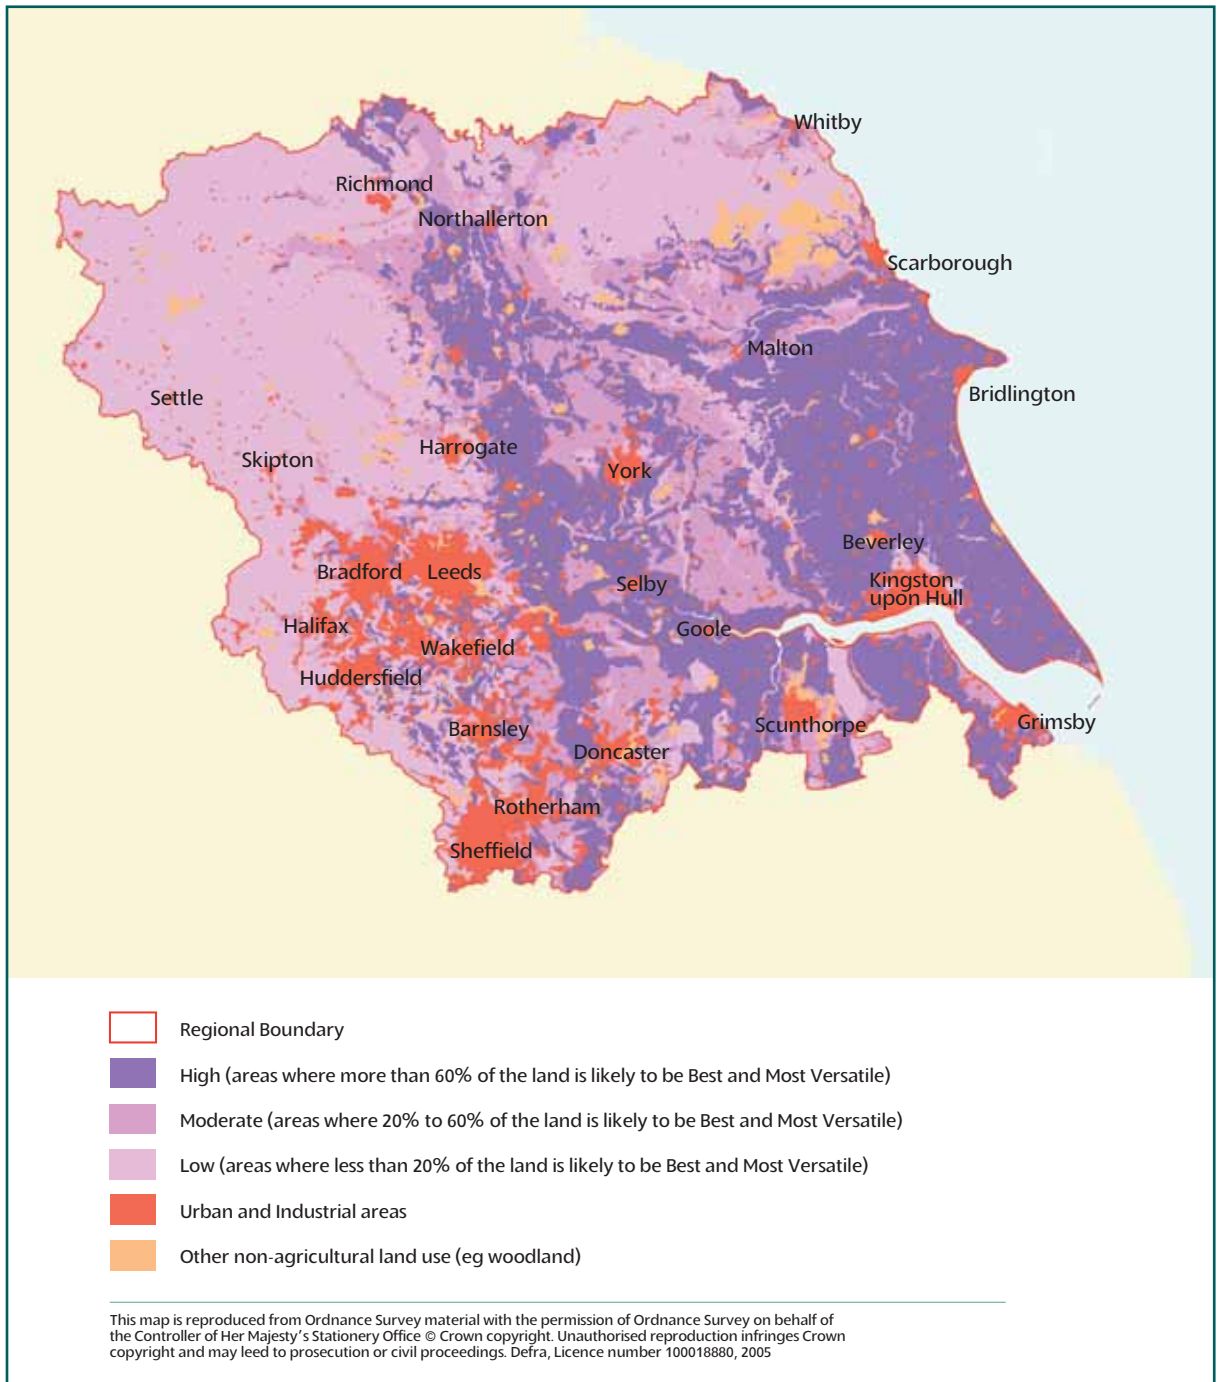 Whitby
Richmond
Northallerton
Scarborough
Malton
Bridlington
Settle
Harrogate
Skipton
York
Beverley
Bradford
Leeds
Kingston
upon Hull
Selby
Halifax
Goole
Wakefield
Huddersfield
Scunthorpe
Grimsby
Barnsley
Doncaster
Rotherham
Sheffield
Regional Boundary
High (areas where more than 60% of the land is likely to be Best and Most Versatile)
Moderate (areas where 20% to 60% of the land is likely to be Best and Most Versatile)
Low (areas where less than 20% of the land is likely to be Best and Most Versatile)
Urban and Industrial areas
Other non-agricultural land use (eg woodland)
This map is reproduced from Ordnance Survey material with the permission of Ordnance Survey on behalf of
the Controller of Her Majesty's Stationery Office © Crown copyright. Unauthorised reproduction infringes Crown
copyright and may leed to prosecution or civil proceedings. Defra, Licence number 100018880, 2005